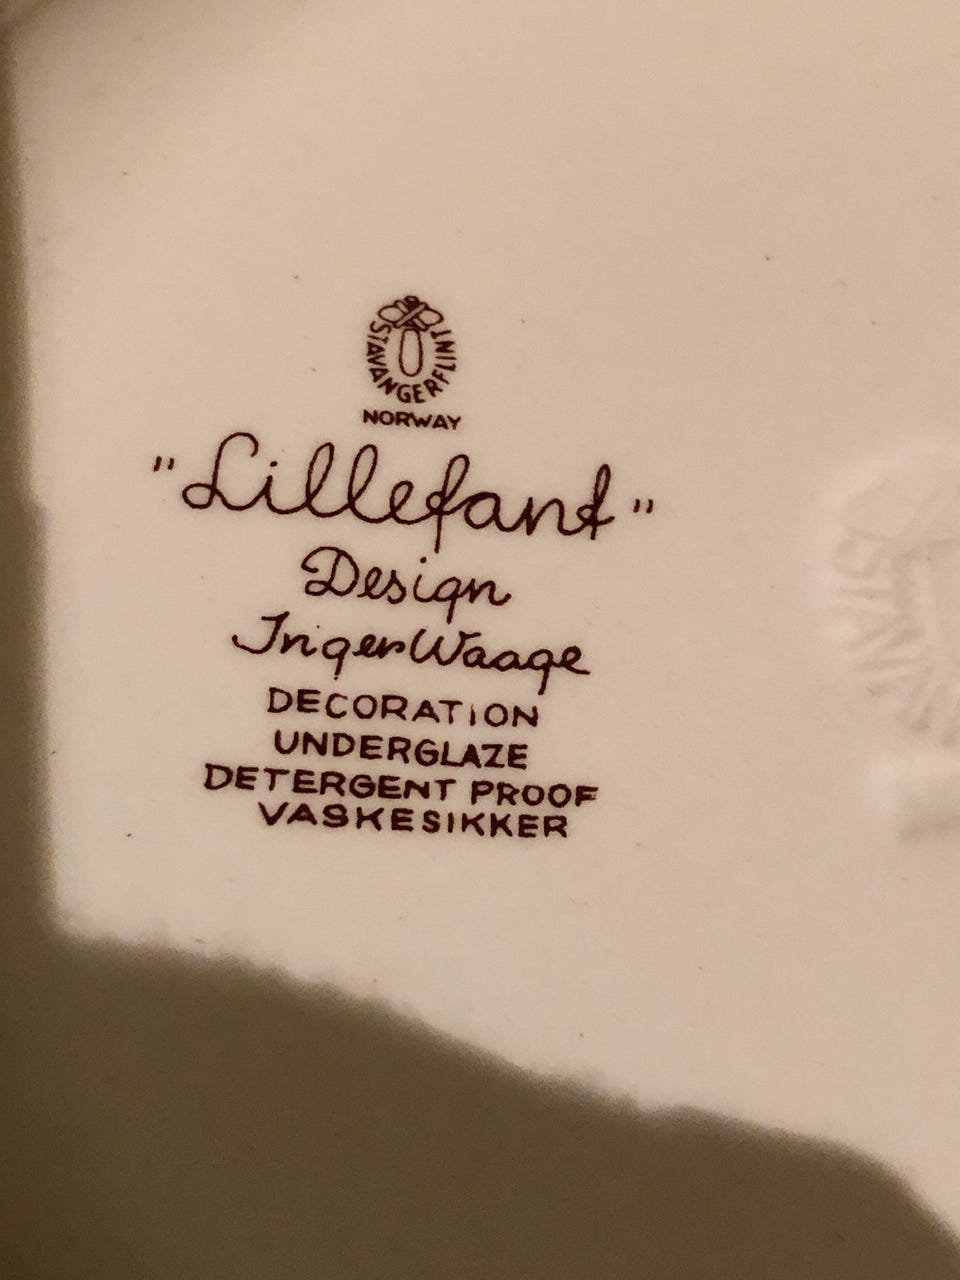 STAVANGERFLINT
NORWAY
"Lillefant"
Design
Inger Waage
DECORATION
UNDERGLAZE
DETERGENT PROOF
VASKESIKKER